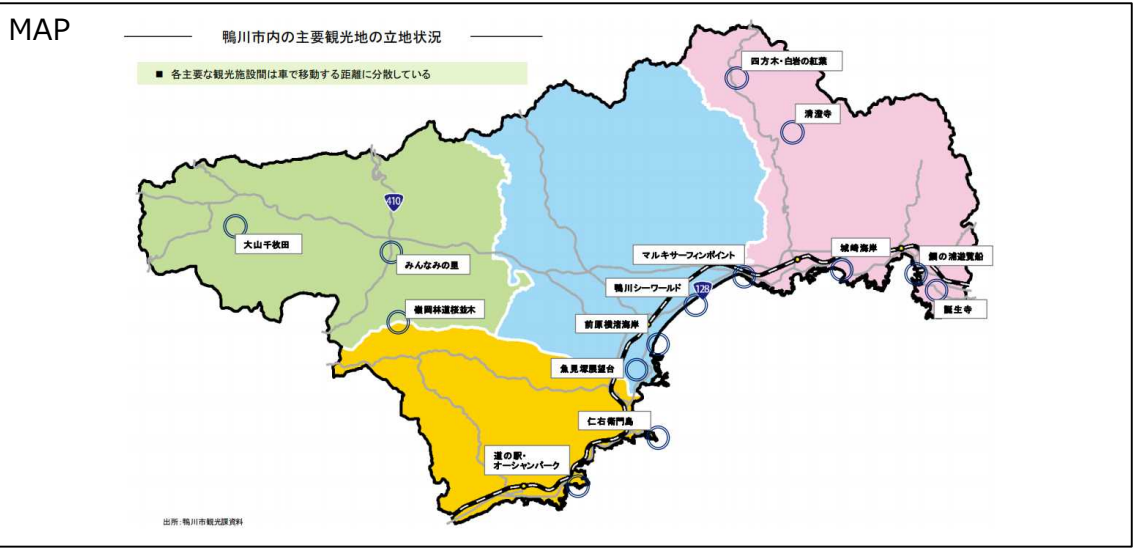 MAP
鴨川市内の主要観光地の立地状況
■ 各主要な観光施設間は車で移動する距離に分散している
四方木・白岩の紅葉
清澄寺
410
大山千枚田
みんなみの里
マルキサーフィンポイント
城崎海岸
鯛の浦遊覧船
鴨川シーワールド
128
誕生寺
嶺岡林道桜並木
前原横渚海岸
魚見塚展望台
仁右衛門島
道の駅・
オーシャンパーク
出所:鴨川市観光課資料